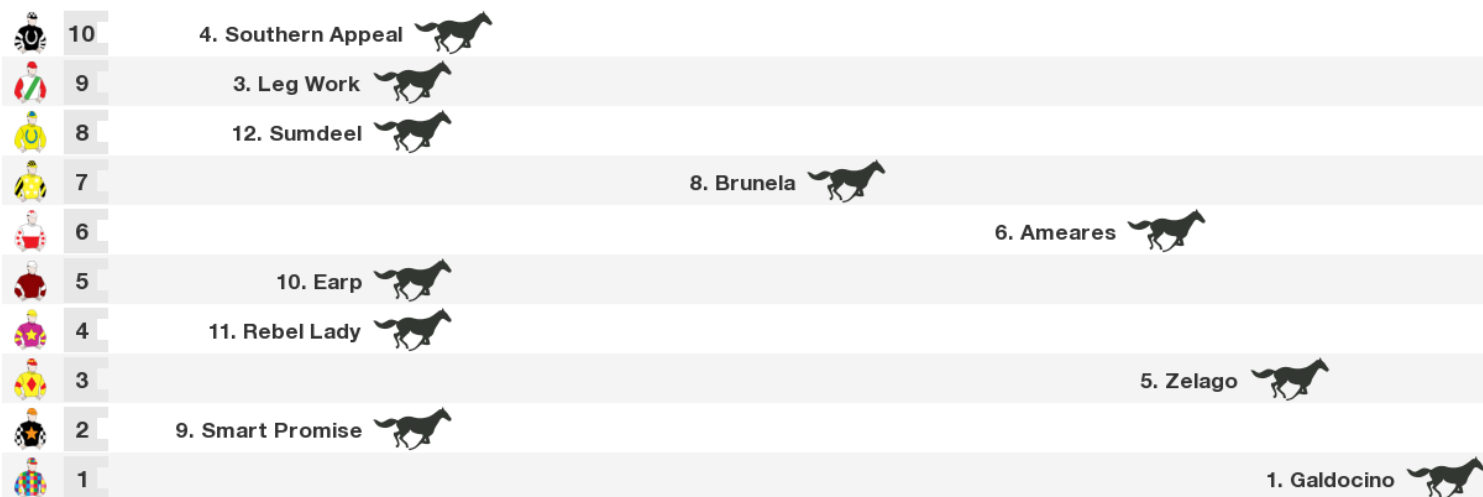 10 4. Southern Appeal
9 3. Leg Work
8 12. Sumdeel
7 8. Brunela
6 6. Ameares
5 10. Earp
4 11. Rebel Lady
3 5. Zelago
2 9. Smart Promise
1 1. Galdocino